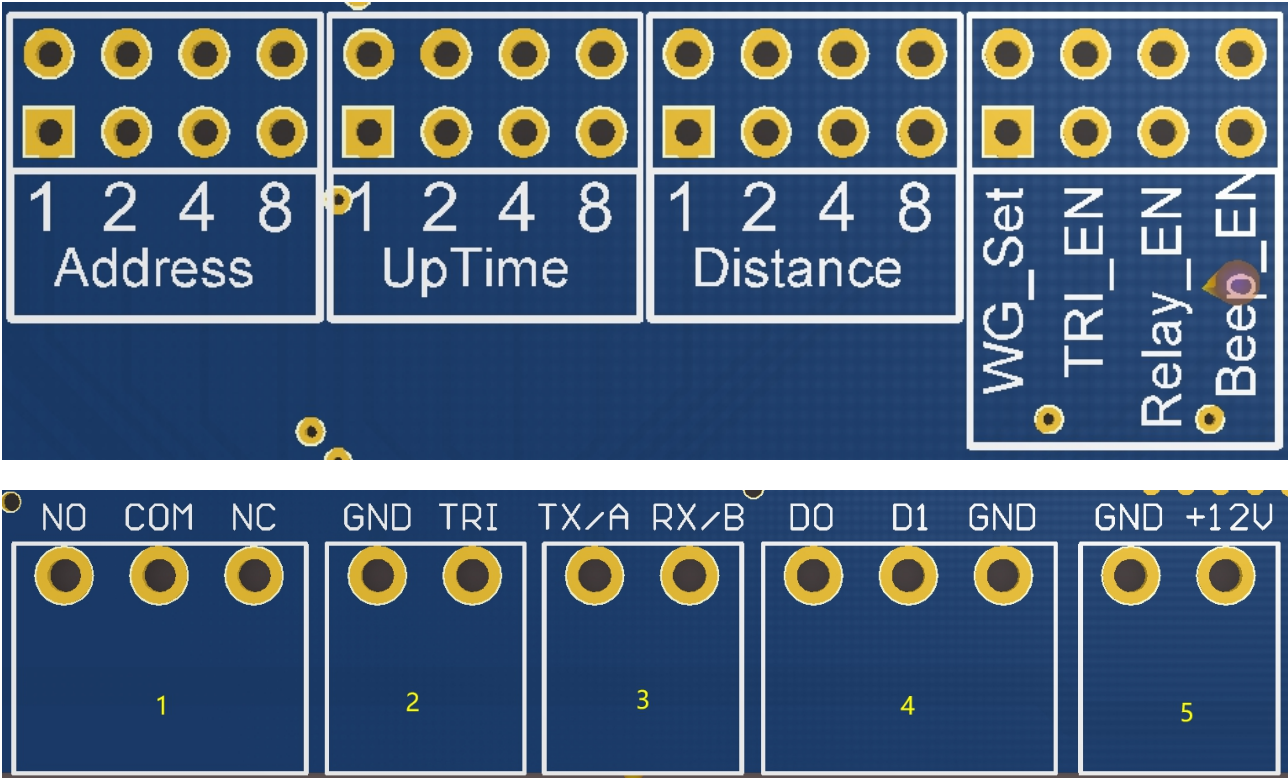 1 2 4 8
Address
1 2 4 8
UpTime
1 2 4 8
Distance
WG_Set
TRI_EN
Relay_EN
Beep_EN
NO COM NC
GND TRI
TX/A RX/B
D0 D1 GND
GND +12V
1
2
3
4
5